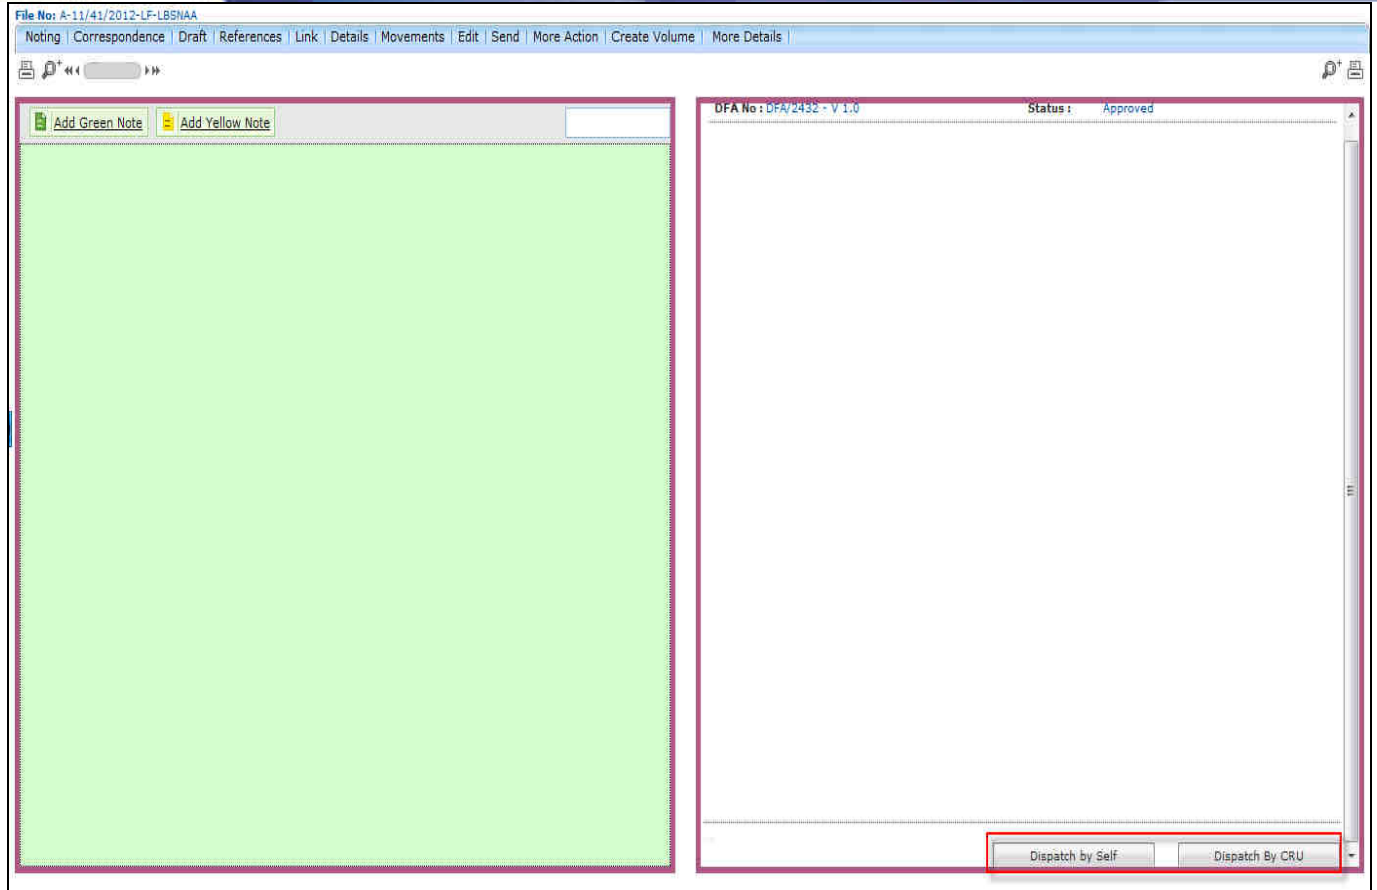 File No: A-11/41/2012-LF-LBSNAA
Noting | Correspondence | Draft | References | Link | Details | Movements | Edit | Send | More Action | Create Volume | More Details |
Add Green Note Add Yellow Note
DFA No : DFA/2432 - V 1.0 Status : Approved
Dispatch by Self Dispatch By CRU